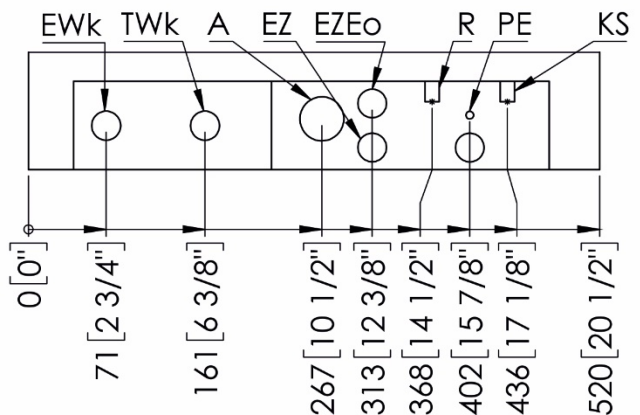 EWk TWk A EZ EZEo R PE KS
0 [0"]
71 [2 3/4"]
161 [6 3/8"]
267 [10 1/2"]
313 [12 3/8"]
368 [14 1/2"]
402 [15 7/8"]
436 [17 1/8"]
520 [20 1/2"]